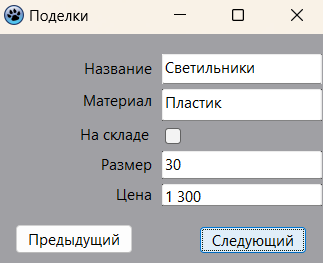 Поделки
Название Светильники
Материал Пластик
На складе
Размер 30
Цена 1 300
Предыдущий Следующий